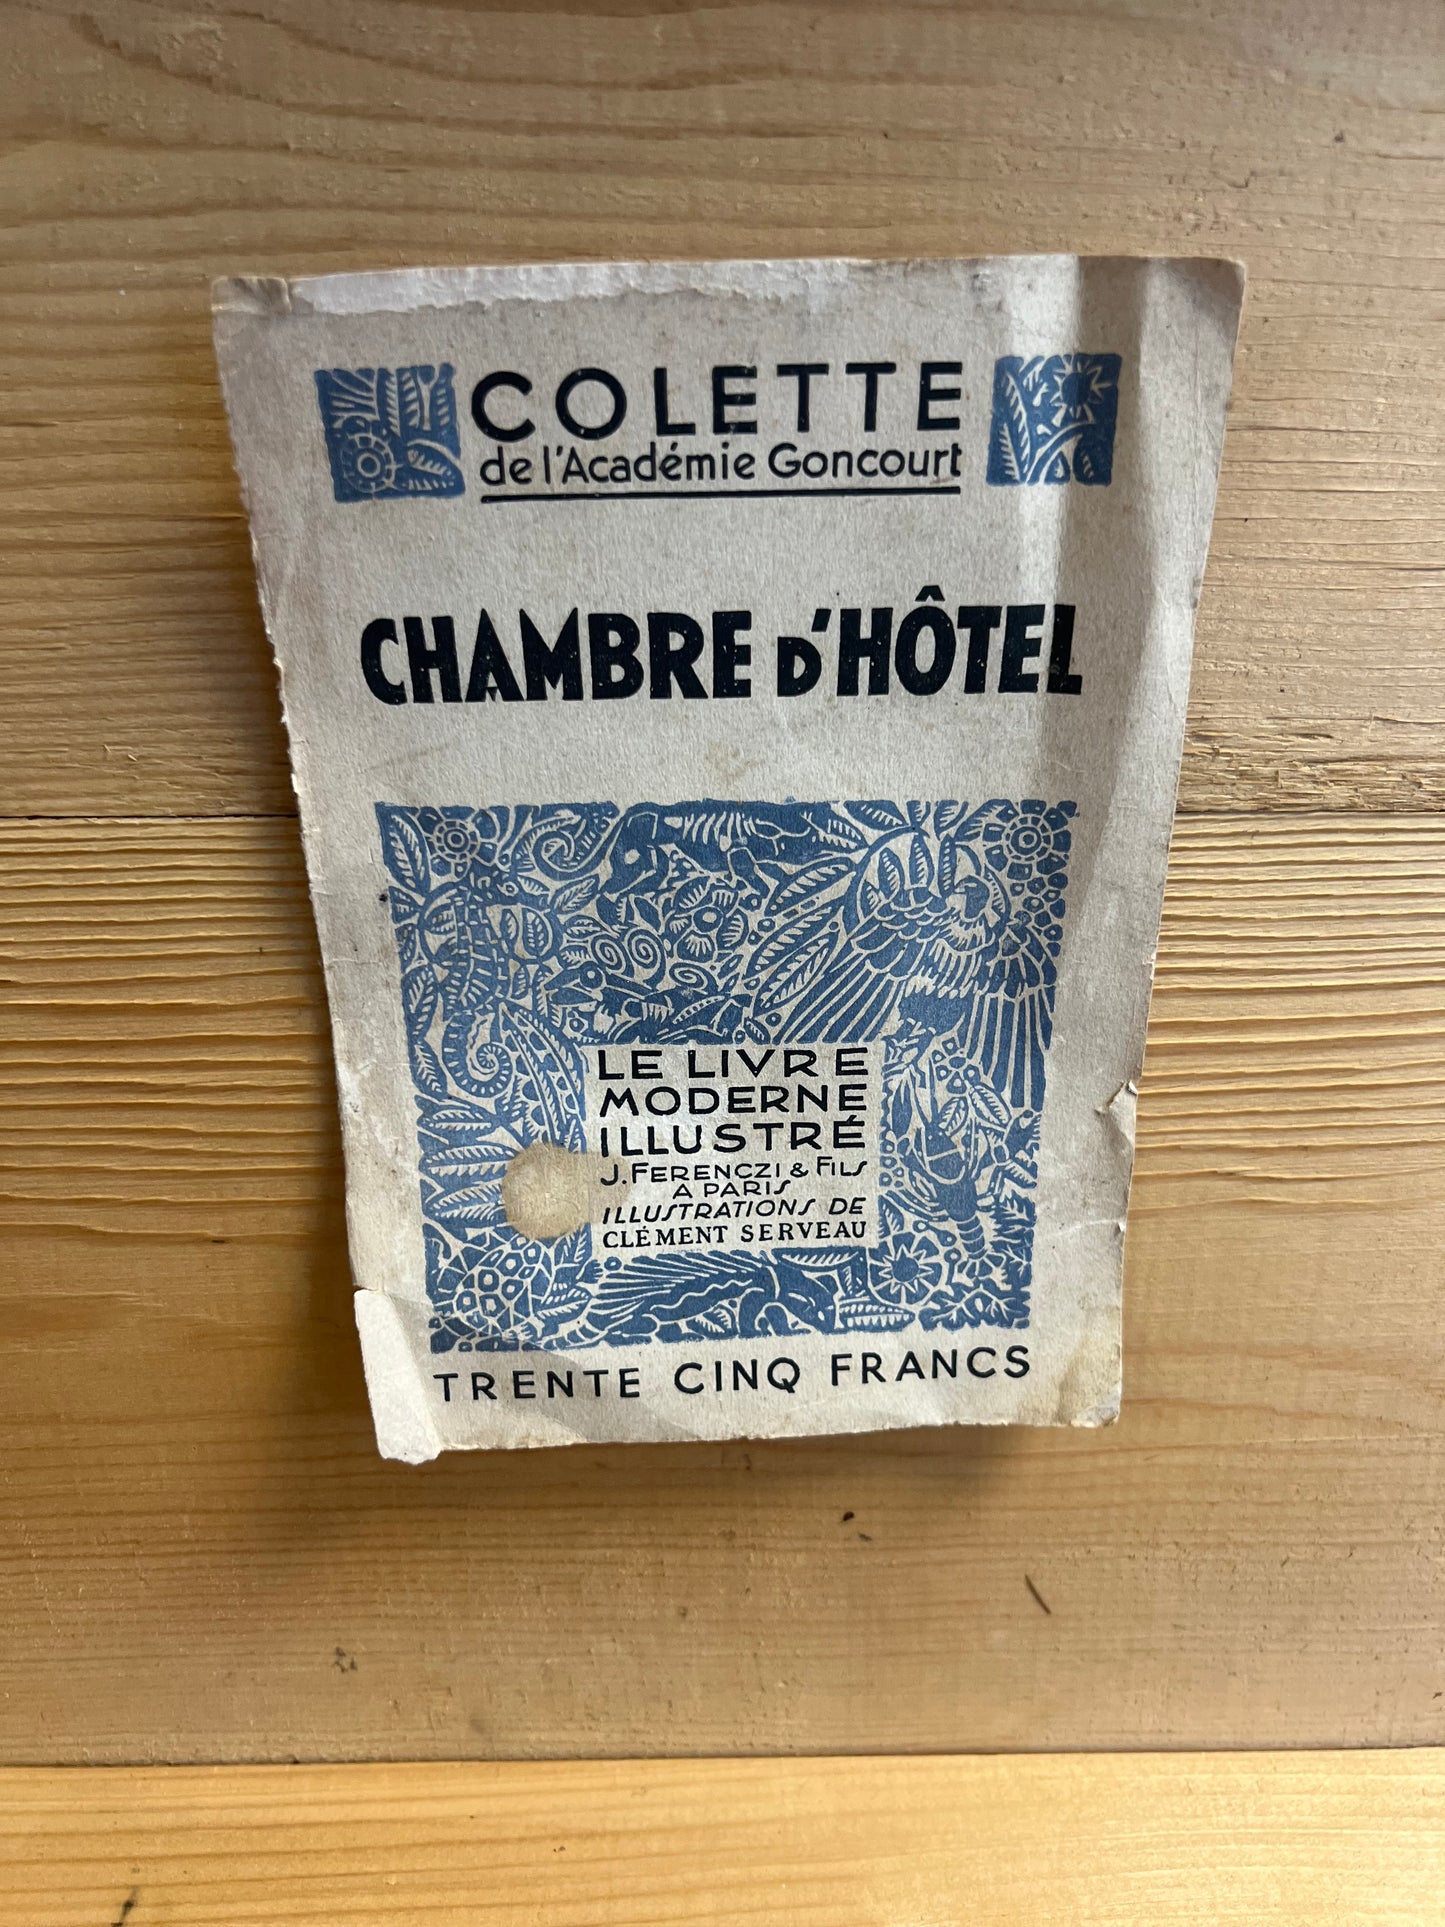 COLETTE
de l'Académie Goncourt
CHAMBRE D'HÔTEL
LE LIVRE
MODERNE
ILLUSTRÉ
J. FERENCZI & FILS
A PARIS
ILLUSTRATIONS DE
CLÉMENT SERVEAU
TRENTE CINQ FRANCS